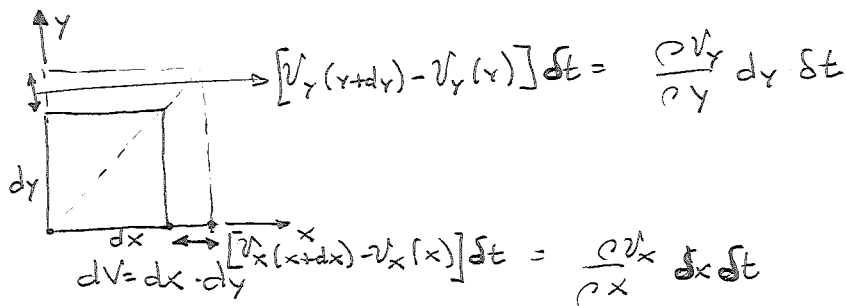 y
[v_y(y+dy) - v_y(y)] δt = ∂v_y/∂y dy δt
dy
dx
x
[v_x(x+dx) - v_x(x)] δt = ∂v_x/∂x δx δt
dV = dx · dy